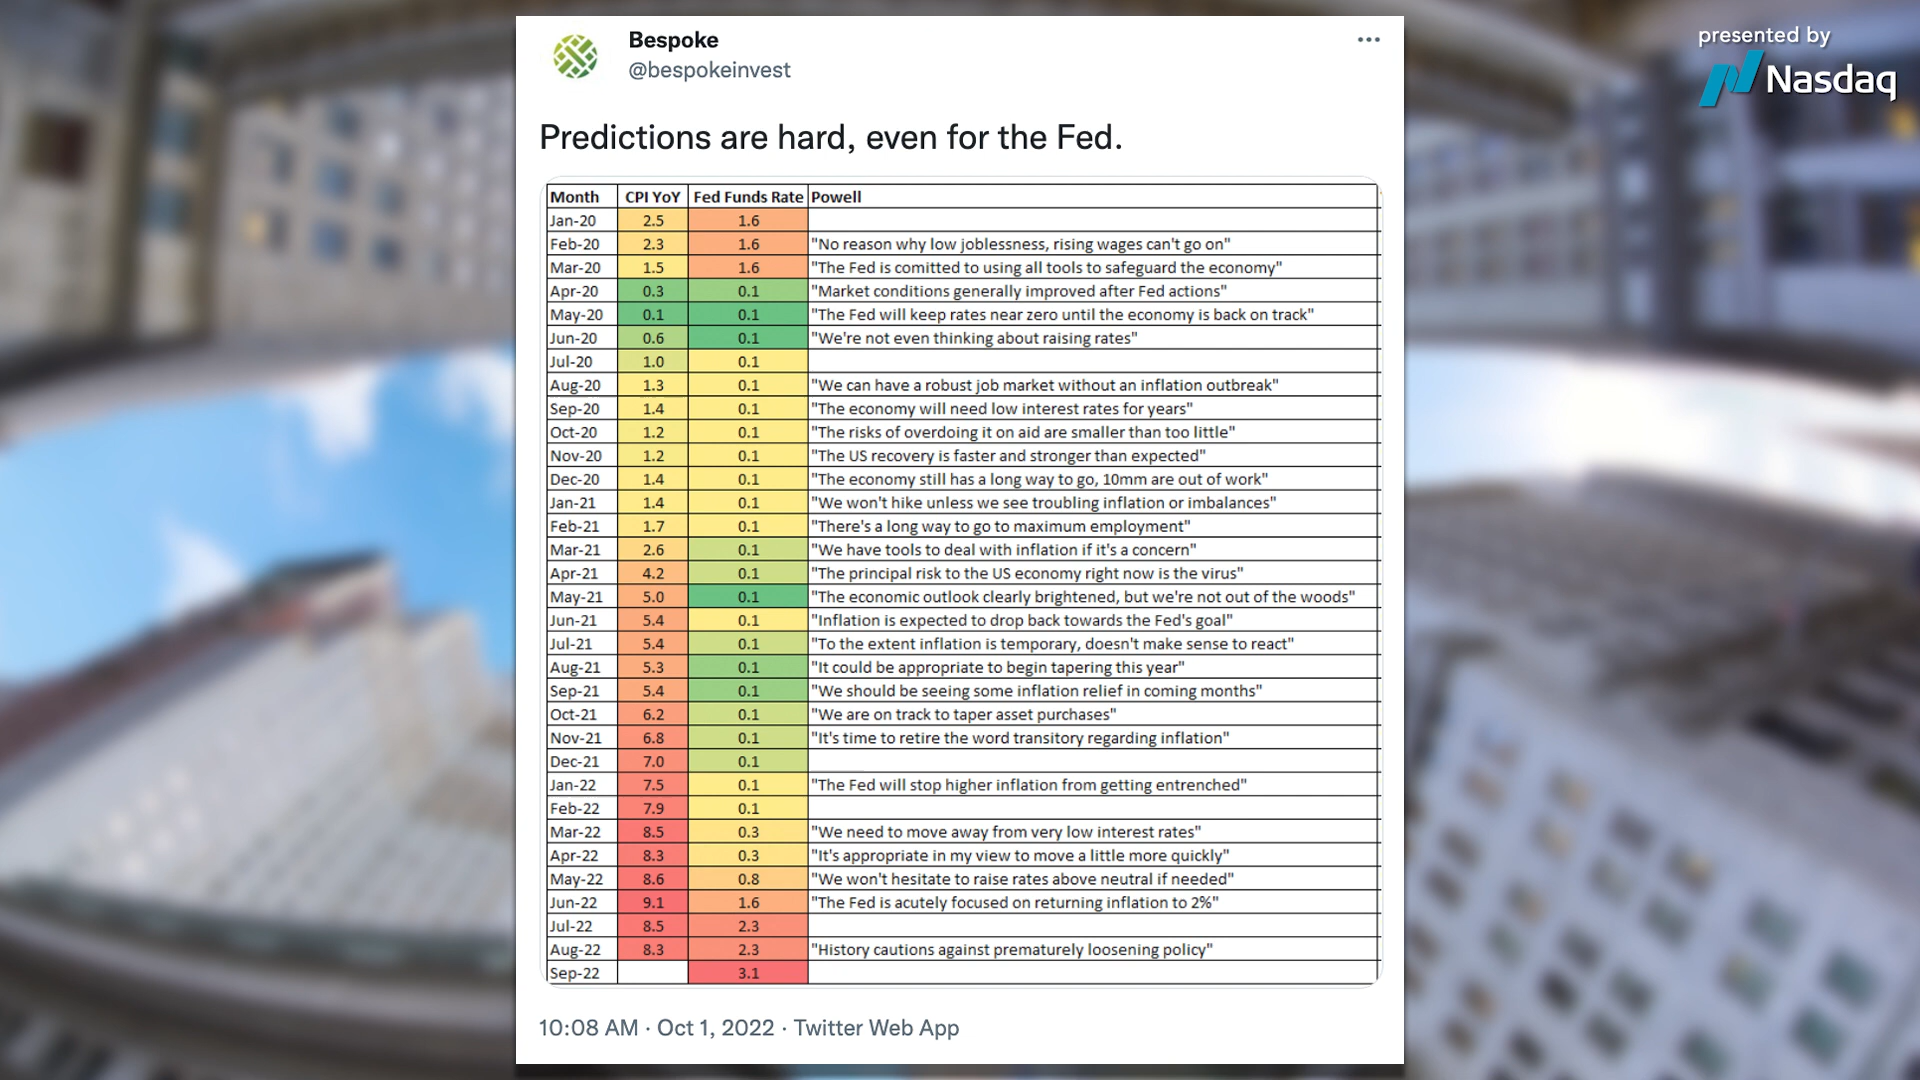 Bespoke
@bespokeinvest
presented by
Nasdaq
Predictions are hard, even for the Fed.
Month CPI YoY Fed Funds Rate Powell
Jan-20 2.5 1.6
Feb-20 2.3 1.6 "No reason why low joblessness, rising wages can't go on"
Mar-20 1.5 1.6 "The Fed is comitted to using all tools to safeguard the economy"
Apr-20 0.3 0.1 "Market conditions generally improved after Fed actions"
May-20 0.1 0.1 "The Fed will keep rates near zero until the economy is back on track"
Jun-20 0.6 0.1 "We're not even thinking about raising rates"
Jul-20 1.0 0.1
Aug-20 1.3 0.1 "We can have a robust job market without an inflation outbreak"
Sep-20 1.4 0.1 "The economy will need low interest rates for years"
Oct-20 1.2 0.1 "The risks of overdoing it on aid are smaller than too little"
Nov-20 1.2 0.1 "The US recovery is faster and stronger than expected"
Dec-20 1.4 0.1 "The economy still has a long way to go, 10mm are out of work"
Jan-21 1.4 0.1 "We won't hike unless we see troubling inflation or imbalances"
Feb-21 1.7 0.1 "There's a long way to go to maximum employment"
Mar-21 2.6 0.1 "We have tools to deal with inflation if it's a concern"
Apr-21 4.2 0.1 "The principal risk to the US economy right now is the virus"
May-21 5.0 0.1 "The economic outlook clearly brightened, but we're not out of the woods"
Jun-21 5.4 0.1 "Inflation is expected to drop back towards the Fed's goal"
Jul-21 5.4 0.1 "To the extent inflation is temporary, doesn't make sense to react"
Aug-21 5.3 0.1 "It could be appropriate to begin tapering this year"
Sep-21 5.4 0.1 "We should be seeing some inflation relief in coming months"
Oct-21 6.2 0.1 "We are on track to taper asset purchases"
Nov-21 6.8 0.1 "It's time to retire the word transitory regarding inflation"
Dec-21 7.0 0.1
Jan-22 7.5 0.1 "The Fed will stop higher inflation from getting entrenched"
Feb-22 7.9 0.1
Mar-22 8.5 0.3 "We need to move away from very low interest rates"
Apr-22 8.3 0.3 "It's appropriate in my view to move a little more quickly"
May-22 8.6 0.8 "We won't hesitate to raise rates above neutral if needed"
Jun-22 9.1 1.6 "The Fed is acutely focused on returning inflation to 2%"
Jul-22 8.5 2.3
Aug-22 8.3 2.3 "History cautions against prematurely loosening policy"
Sep-22 3.1
10:08 AM · Oct 1, 2022 · Twitter Web App